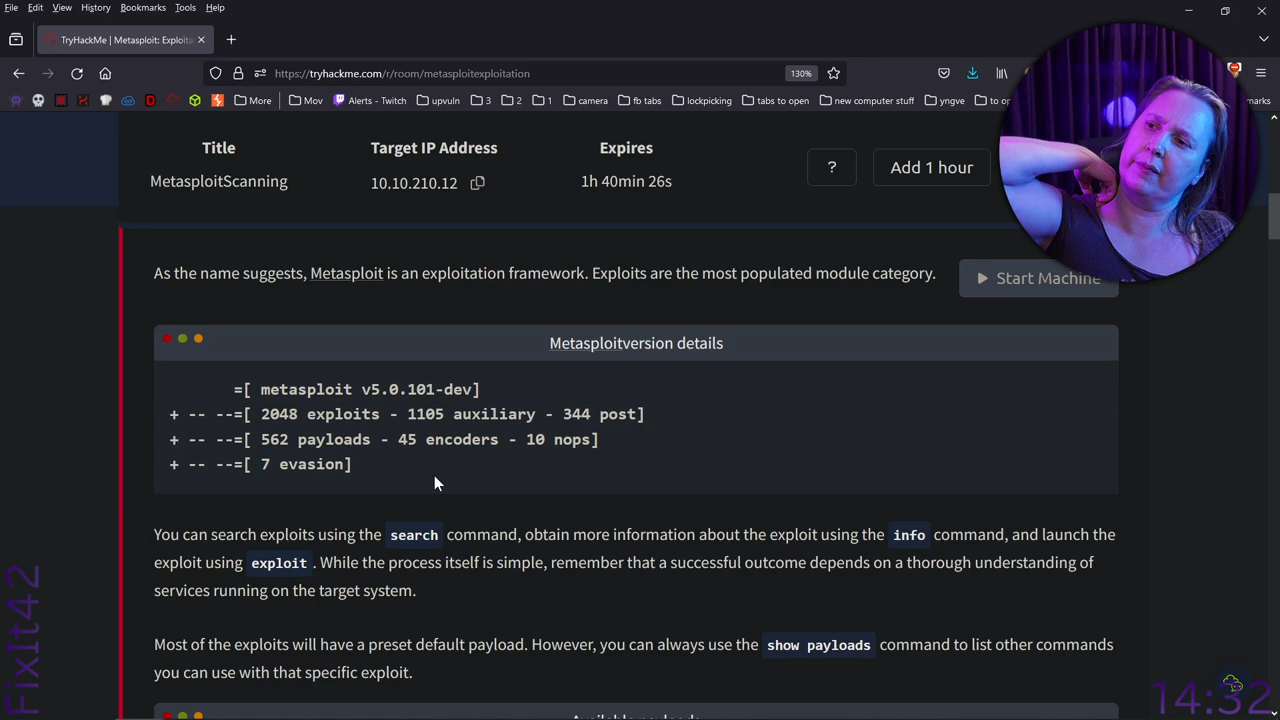 File Edit View History Bookmarks Tools Help
TryHackMe | Metasploit: Exploita
https://tryhackme.com/r/room/metasploitexploitation 130%
More Mov Alerts - Twitch upvuln 3 2 1 camera fb tabs lockpicking tabs to open new computer stuff yngve to o marks
Title Target IP Address Expires
MetasploitScanning 10.10.210.12 1h 40min 26s ? Add 1 hour
As the name suggests, Metasploit is an exploitation framework. Exploits are the most populated module category.
Start Machine
Metasploitversion details
=[ metasploit v5.0.101-dev]
+ -- --=[ 2048 exploits - 1105 auxiliary - 344 post]
+ -- --=[ 562 payloads - 45 encoders - 10 nops]
+ -- --=[ 7 evasion]
You can search exploits using the search command, obtain more information about the exploit using the info command, and launch the
exploit using exploit . While the process itself is simple, remember that a successful outcome depends on a thorough understanding of
services running on the target system.
Most of the exploits will have a preset default payload. However, you can always use the show payloads command to list other commands
you can use with that specific exploit.
Available payloads
FixIt42
14:32